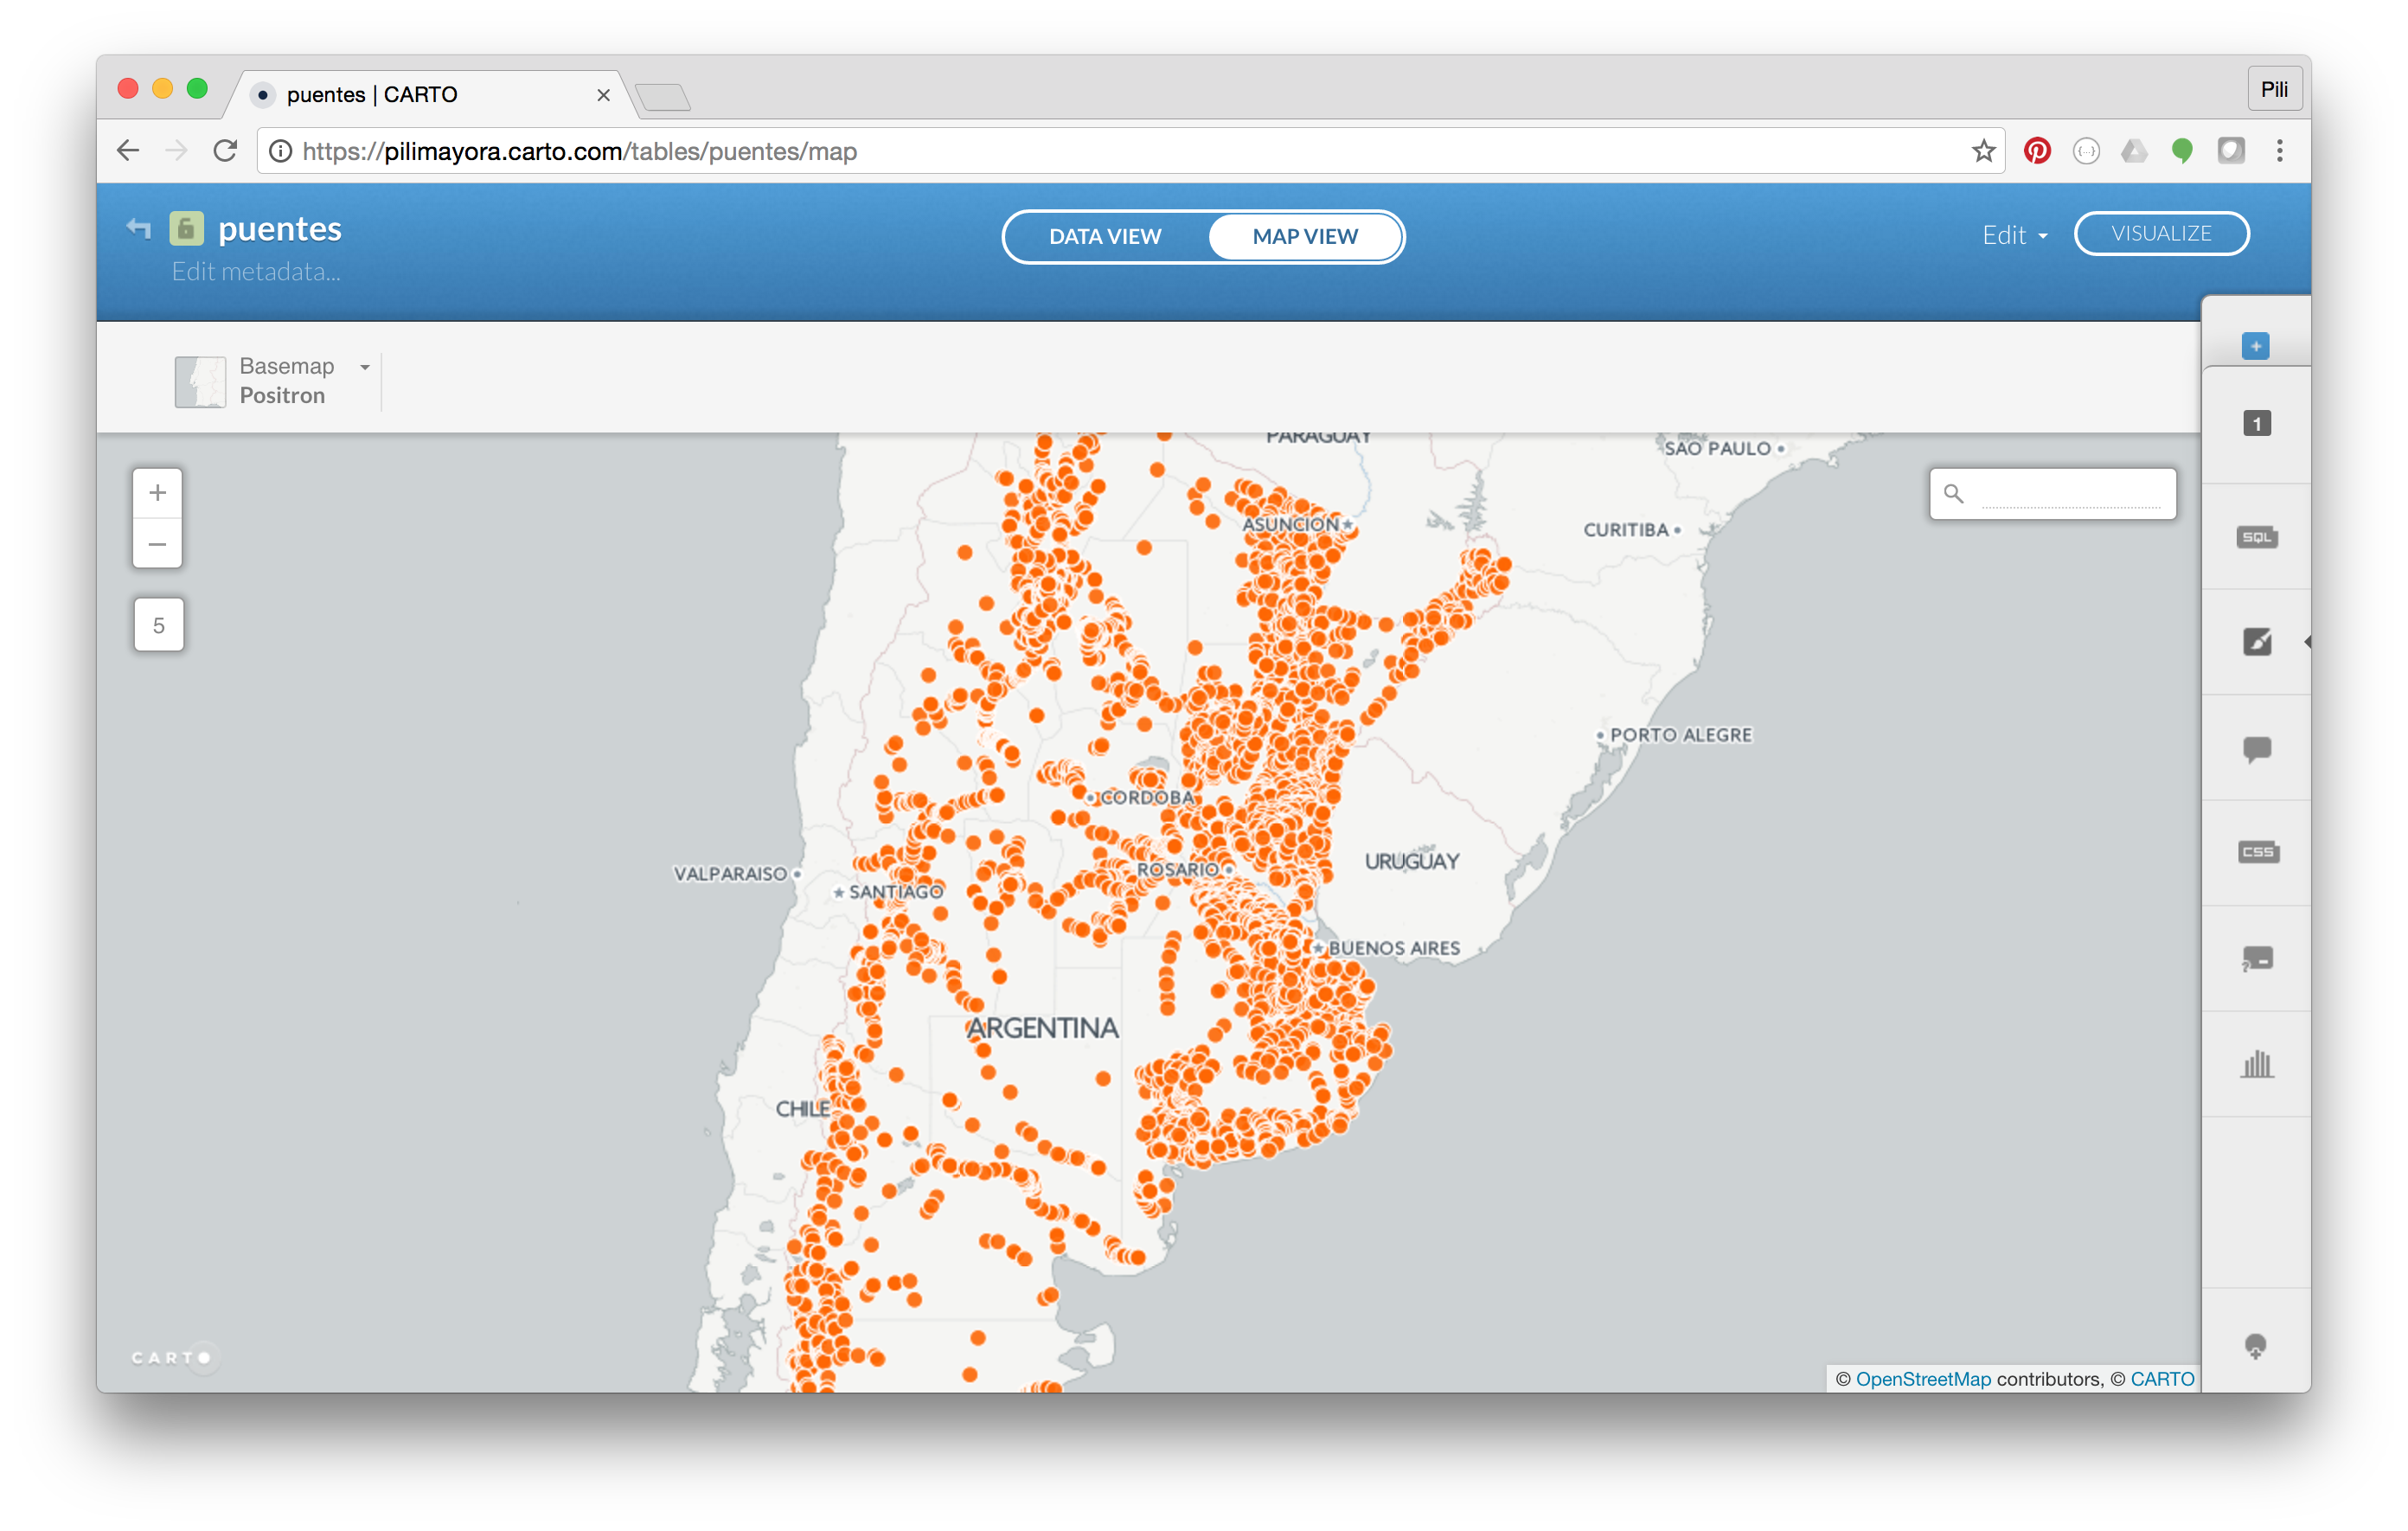 puentes | CARTO
Pili
https://pilimayora.carto.com/tables/puentes/map
puentes
DATA VIEW
MAP VIEW
Edit
VISUALIZE
Edit metadata...
Basemap
Positron
1
SQL
CSS
?
+
−
5
PARAGUAY
SAO PAULO
ASUNCION
CURITIBA
PORTO ALEGRE
CORDOBA
VALPARAISO
SANTIAGO
ROSARIO
URUGUAY
BUENOS AIRES
ARGENTINA
CHILE
CARTO
© OpenStreetMap contributors, © CARTO